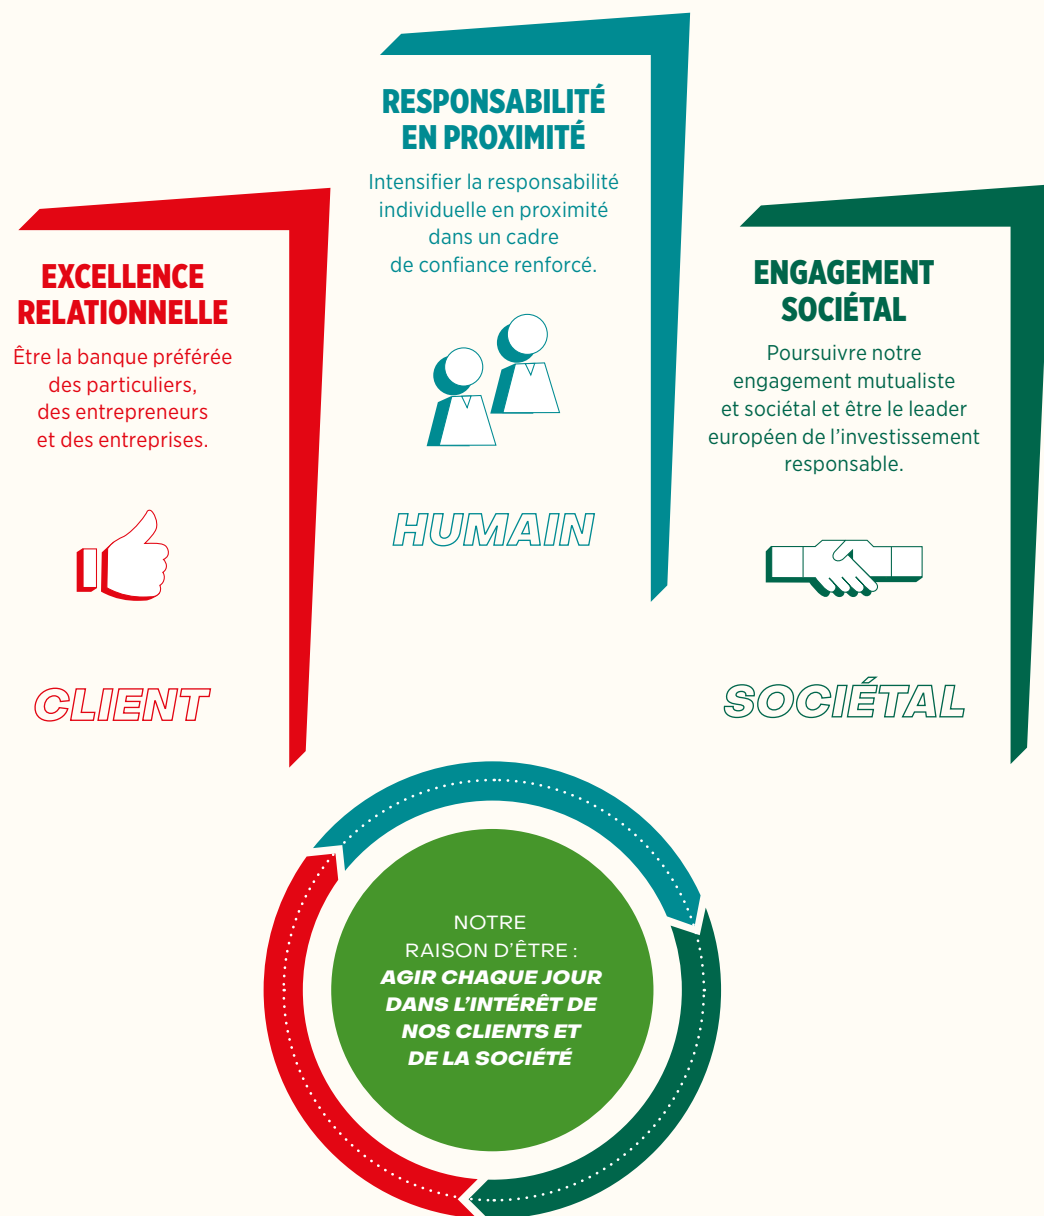 RESPONSABILITÉ
EN PROXIMITÉ
Intensifier la responsabilité
individuelle en proximité
dans un cadre
de confiance renforcé.
HUMAIN
EXCELLENCE
RELATIONNELLE
Être la banque préférée
des particuliers,
des entrepreneurs
et des entreprises.
CLIENT
ENGAGEMENT
SOCIÉTAL
Poursuivre notre
engagement mutualiste
et sociétal et être le leader
européen de l’investissement
responsable.
SOCIÉTAL
NOTRE
RAISON D’ÊTRE :
AGIR CHAQUE JOUR
DANS L’INTÉRÊT DE
NOS CLIENTS ET
DE LA SOCIÉTÉ